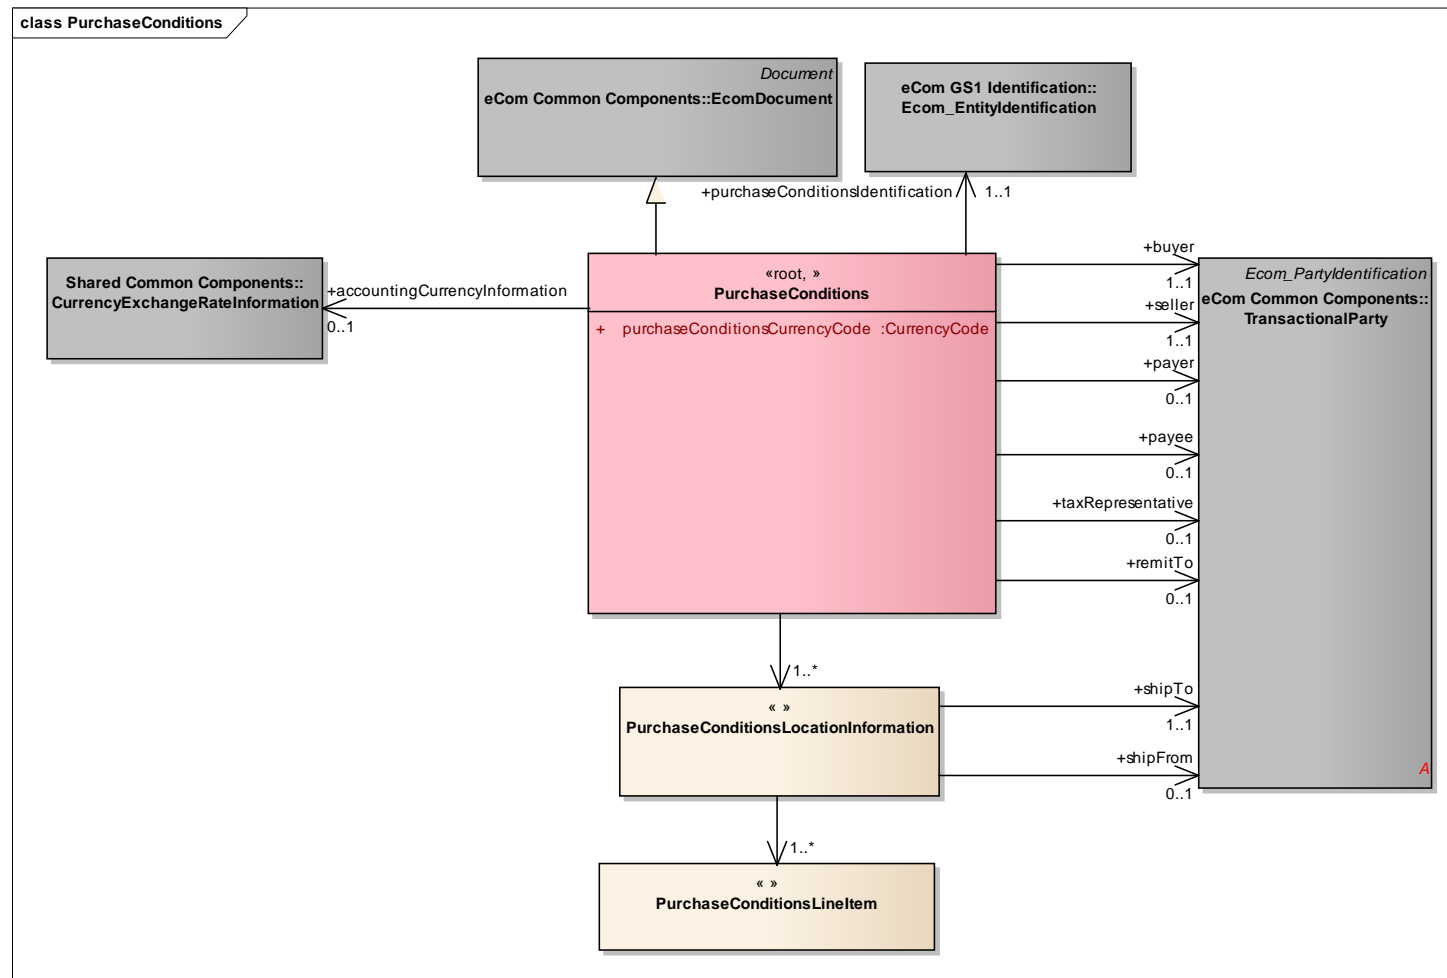 class PurchaseConditions
Document
eCom Common Components::EcomDocument
eCom GS1 Identification::
Ecom_EntityIdentification
+purchaseConditionsIdentification
1..1
Shared Common Components::
CurrencyExchangeRateInformation
+accountingCurrencyInformation
0..1
«root, »
PurchaseConditions
+ purchaseConditionsCurrencyCode :CurrencyCode
+buyer
1..1
+seller
1..1
+payer
0..1
+payee
0..1
+taxRepresentative
0..1
+remitTo
0..1
Ecom_PartyIdentification
eCom Common Components::
TransactionalParty
A
1..*
« »
PurchaseConditionsLocationInformation
+shipTo
1..1
+shipFrom
0..1
1..*
« »
PurchaseConditionsLineItem